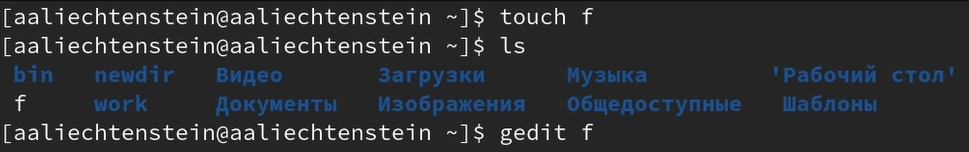 [aaliechtenstein@aaliechtenstein ~]$ touch f
[aaliechtenstein@aaliechtenstein ~]$ ls
bin newdir Видео Загрузки Музыка 'Рабочий стол'
f work Документы Изображения Общедоступные Шаблоны
[aaliechtenstein@aaliechtenstein ~]$ gedit f